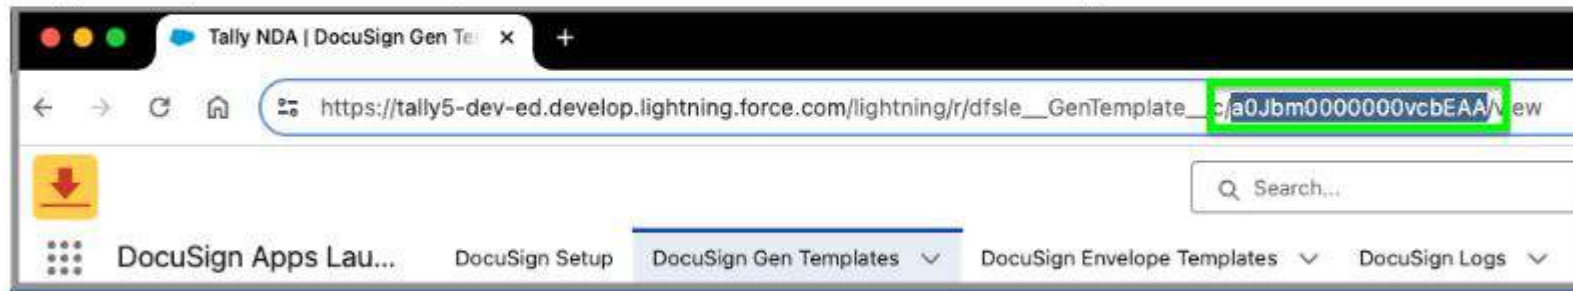 Tally NDA | DocuSign Gen Te
https://tally5-dev-ed.develop.lightning.force.com/lightning/r/dfsle__GenTemplate__c/a0Jbm0000000vcbEAA/view
Search...
DocuSign Apps Lau... DocuSign Setup DocuSign Gen Templates DocuSign Envelope Templates DocuSign Logs